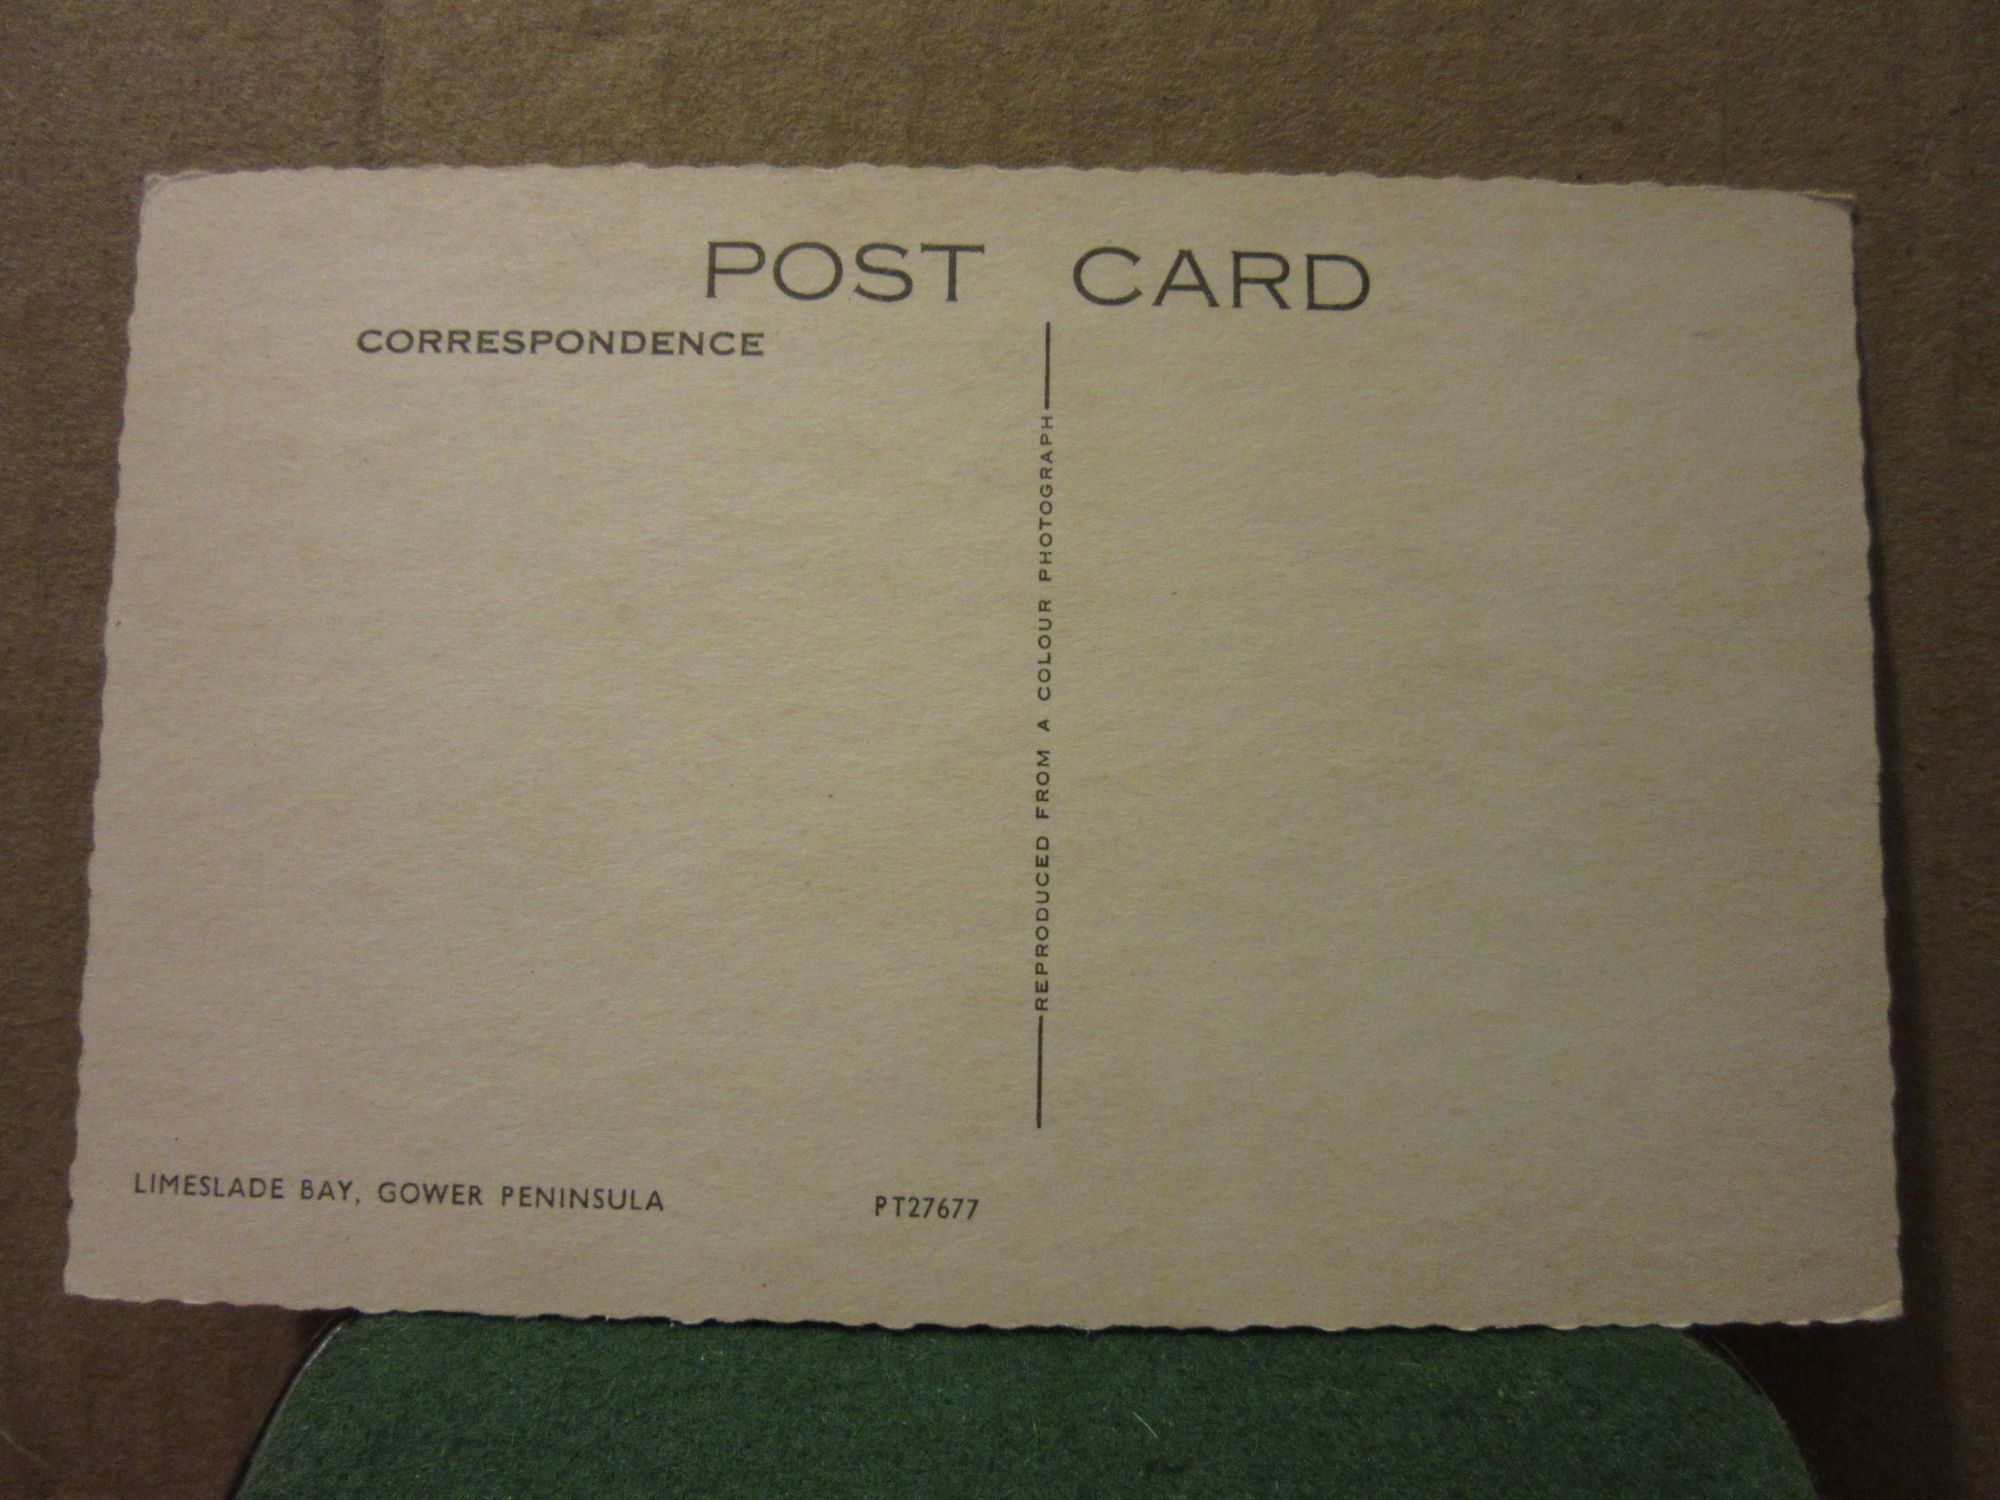 POST CARD
CORRESPONDENCE
REPRODUCED FROM A COLOUR PHOTOGRAPH
LIMESLADE BAY, GOWER PENINSULA
PT27677